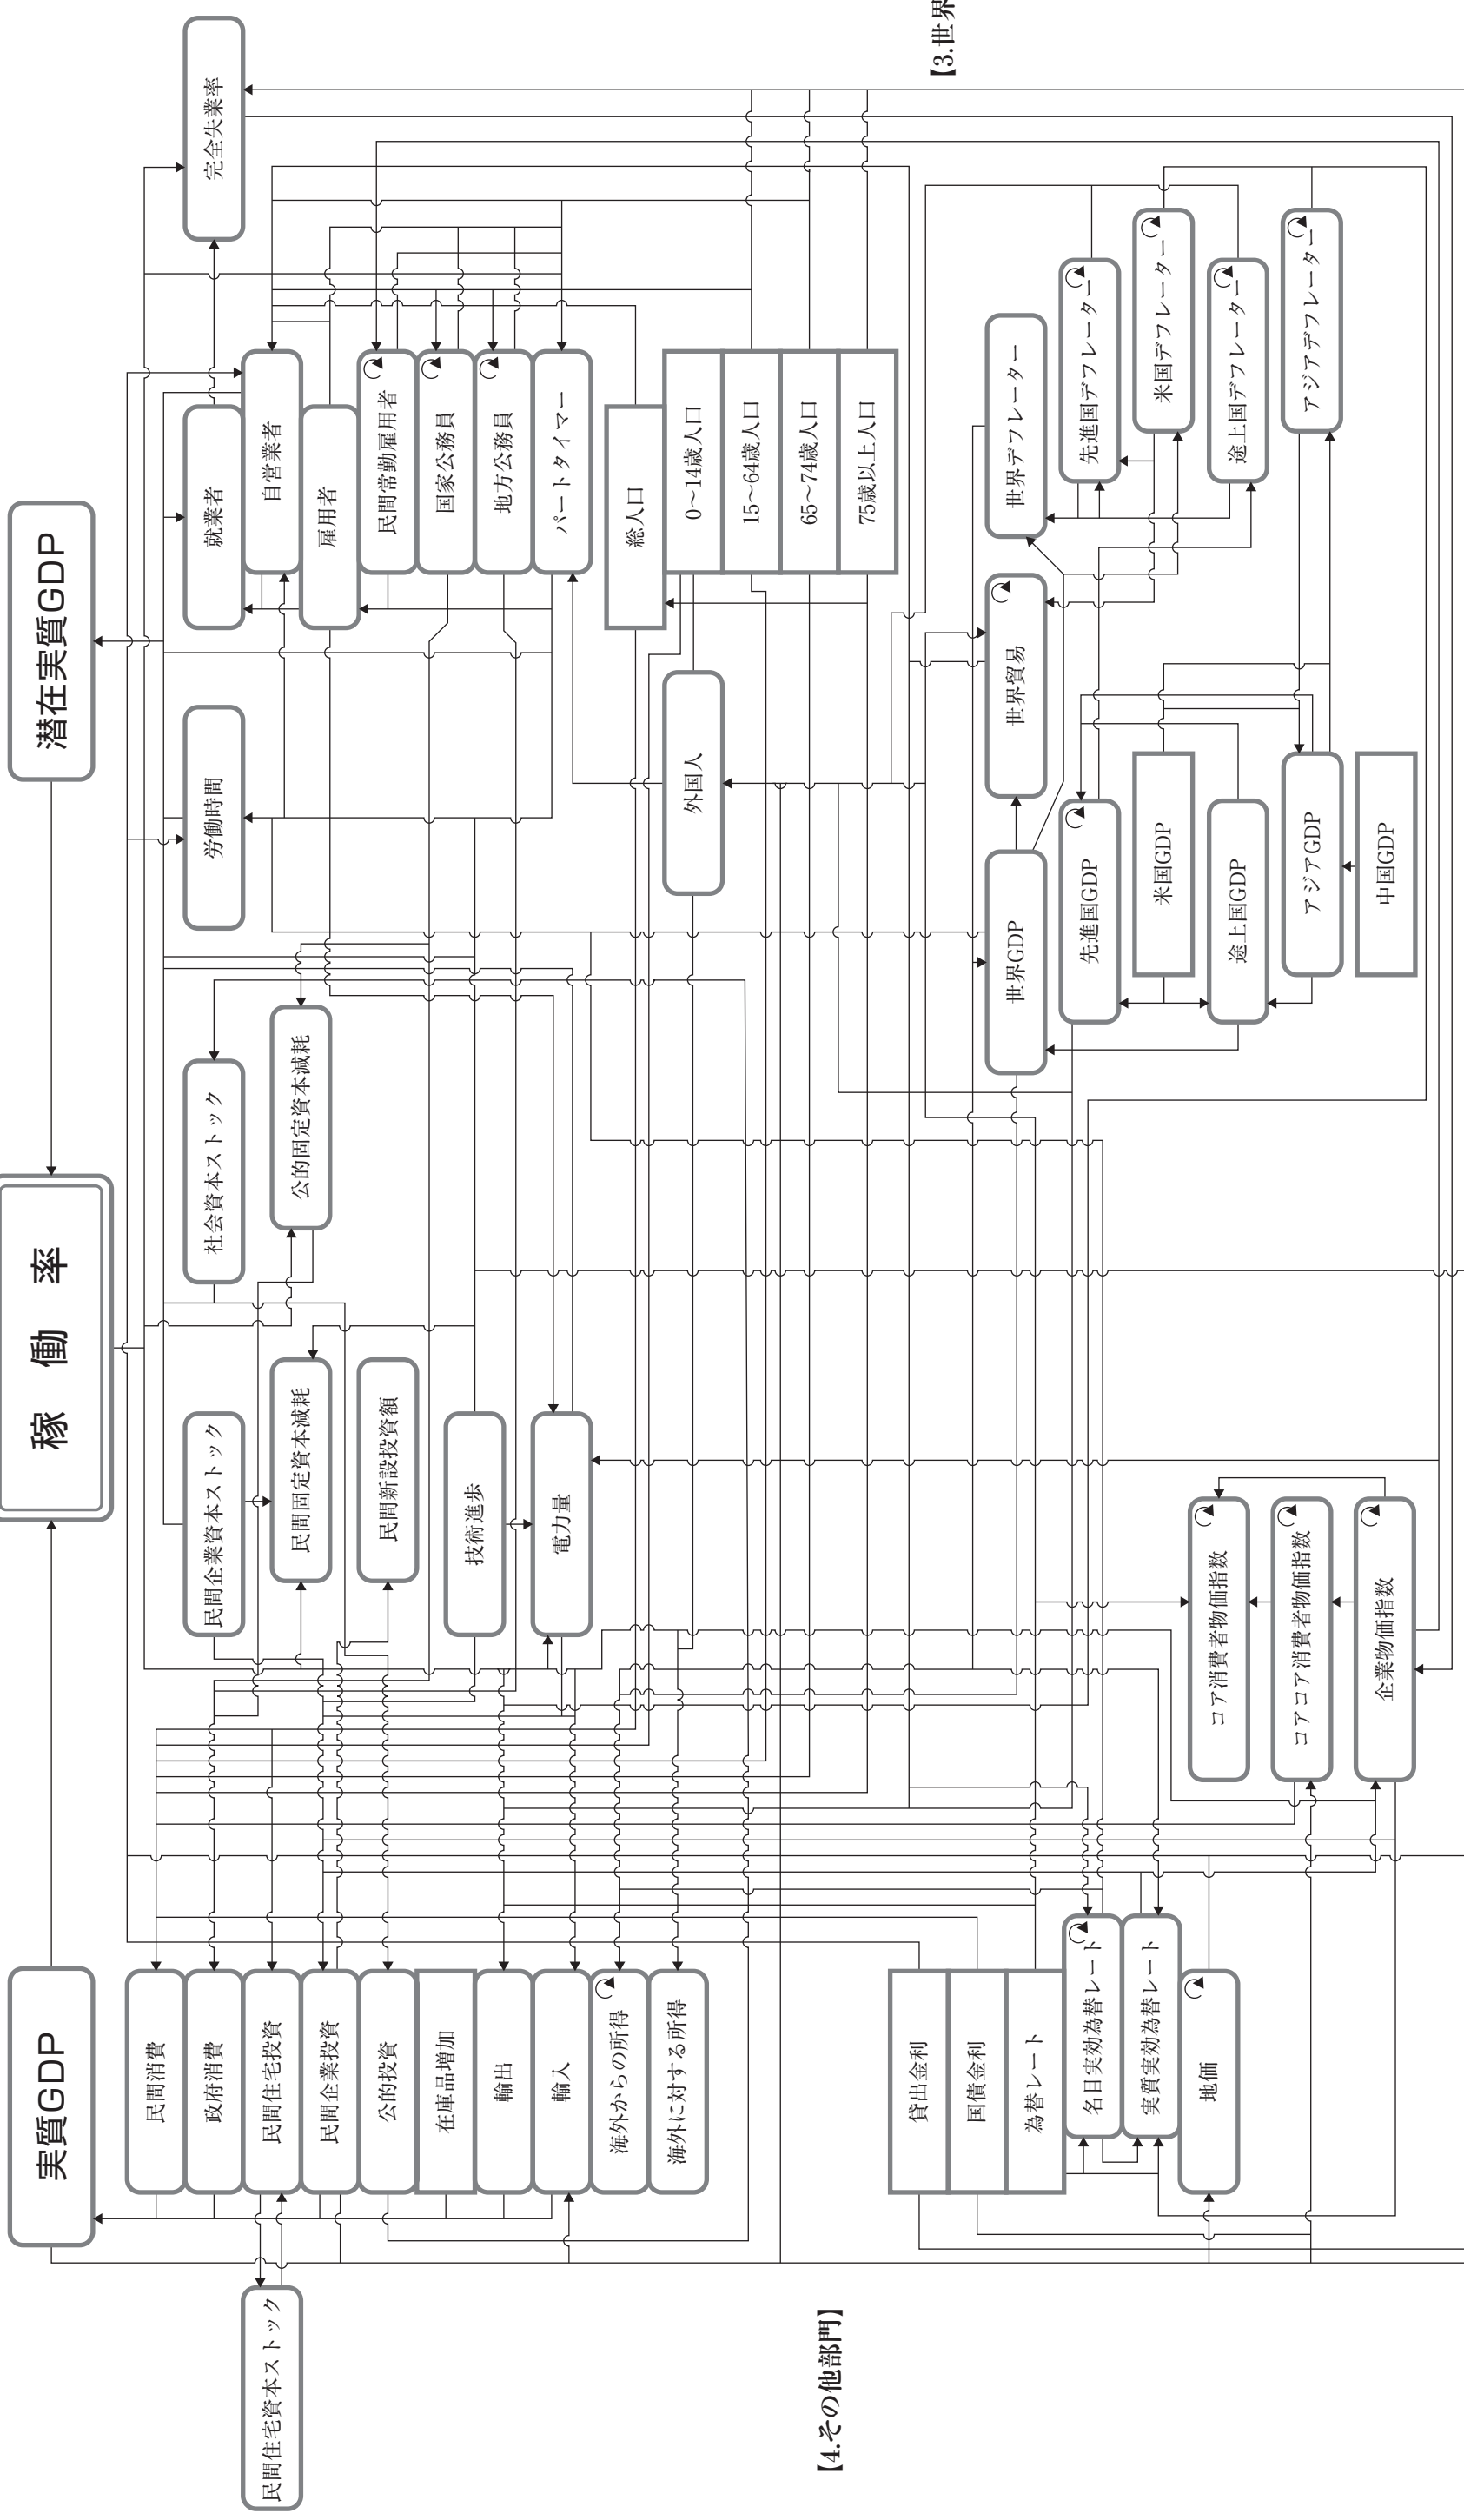 実質GDP
稼働率
潜在実質GDP
民間住宅資本ストック
民間消費
政府消費
民間住宅投資
民間企業投資
公的投資
在庫品増加
輸出
輸入
海外からの所得
海外に対する所得
民間企業資本ストック
民間固定資本減耗
民間新設投資額
技術進歩
電力量
社会資本ストック
公的固定資本減耗
労働時間
就業者
自営業者
雇用者
民間常勤雇用者
国家公務員
地方公務員
パートタイマー
完全失業率
総人口
0〜14歳人口
15〜64歳人口
65〜74歳人口
75歳以上人口
外国人
【4.その他部門】
貸出金利
国債金利
為替レート
名目実効為替レート
実質実効為替レート
地価
コア消費者物価指数
コアコア消費者物価指数
企業物価指数
【3.世界
世界GDP
先進国GDP
米国GDP
途上国GDP
アジアGDP
中国GDP
世界貿易
世界デフレーター
先進国デフレーター
米国デフレーター
途上国デフレーター
アジアデフレーター